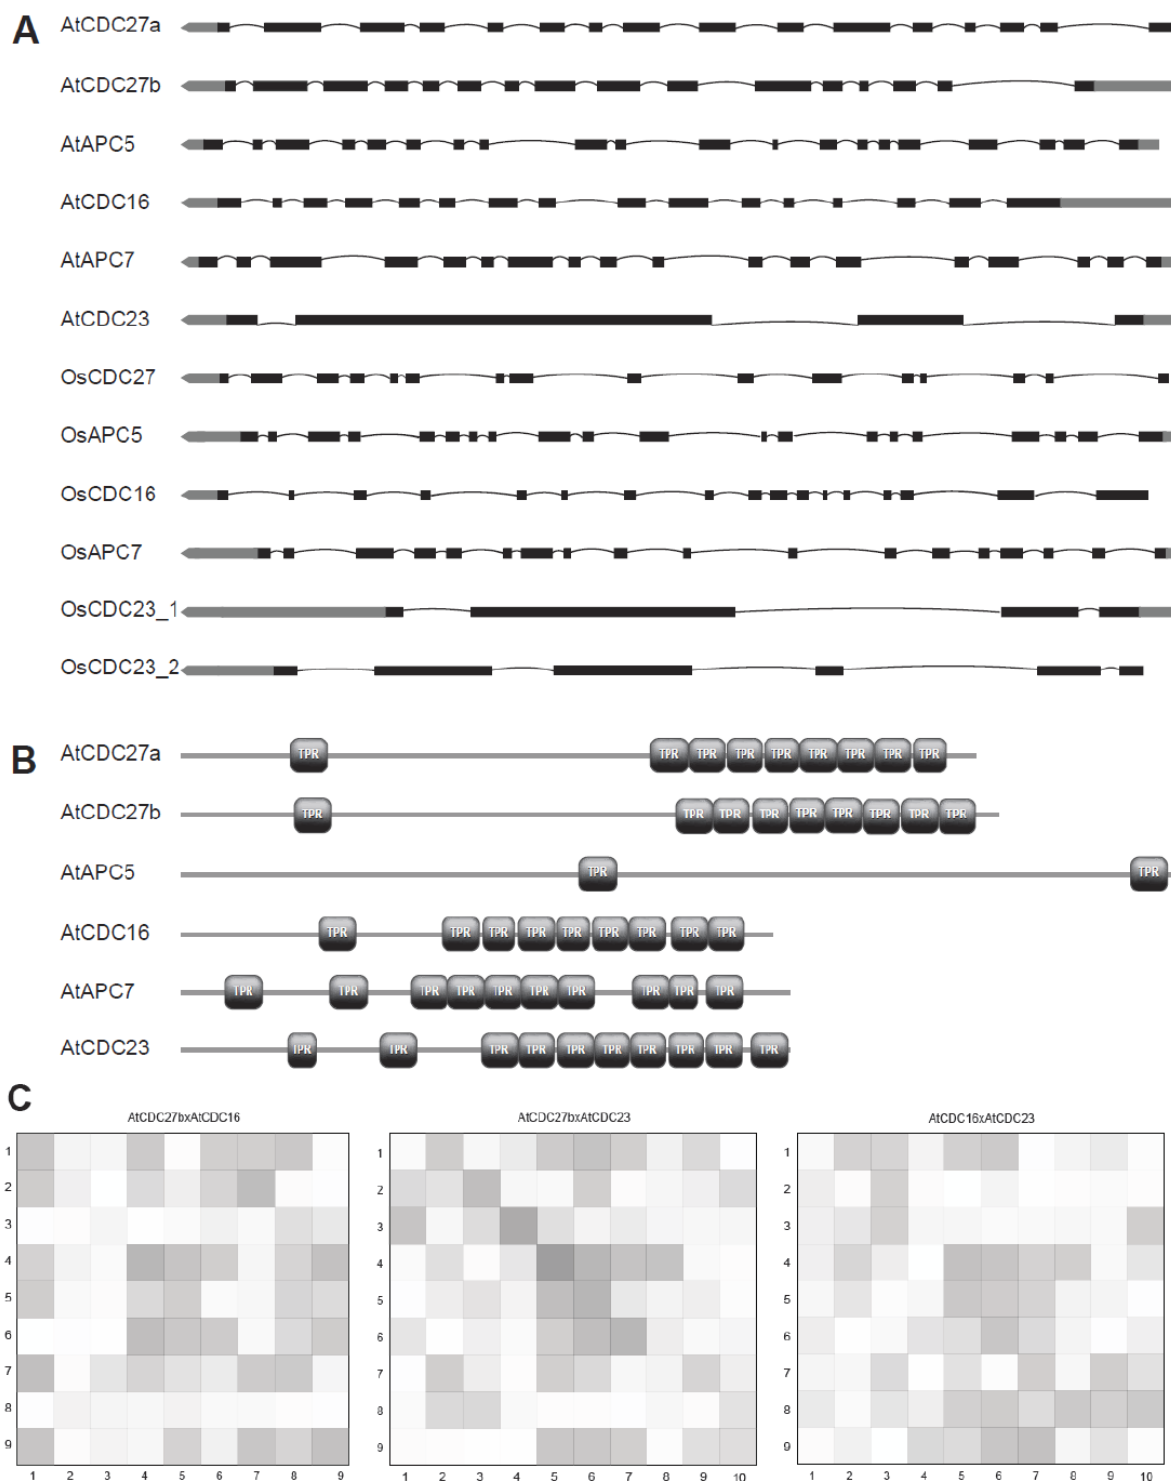 A
AtCDC27a
AtCDC27b
AtAPC5
AtCDC16
AtAPC7
AtCDC23
OsCDC27
OsAPC5
OsCDC16
OsAPC7
OsCDC23_1
OsCDC23_2
B
AtCDC27a TPR TPR TPR TPR TPR TPR TPR TPR TPR
AtCDC27b TPR TPR TPR TPR TPR TPR TPR TPR TPR
AtAPC5 TPR TPR
AtCDC16 TPR TPR TPR TPR TPR TPR TPR TPR TPR
AtAPC7 TPR TPR TPR TPR TPR TPR TPR TPR TPR TPR
AtCDC23 TPR TPR TPR TPR TPR TPR TPR TPR TPR TPR
C
AtCDC27bxAtCDC16
1
2
3
4
5
6
7
8
9
1 2 3 4 5 6 7 8 9
AtCDC27bxAtCDC23
1
2
3
4
5
6
7
8
9
1 2 3 4 5 6 7 8 9 10
AtCDC16xAtCDC23
1
2
3
4
5
6
7
8
9
1 2 3 4 5 6 7 8 9 10